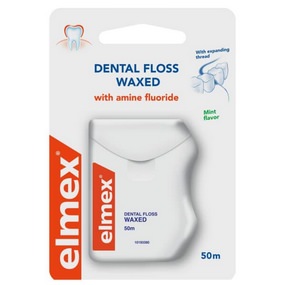 DENTAL FLOSS
WAXED
with amine fluoride
With expanding
thread
Mint
flavor
elmex
elmex
DENTAL FLOSS
WAXED
50m
50m